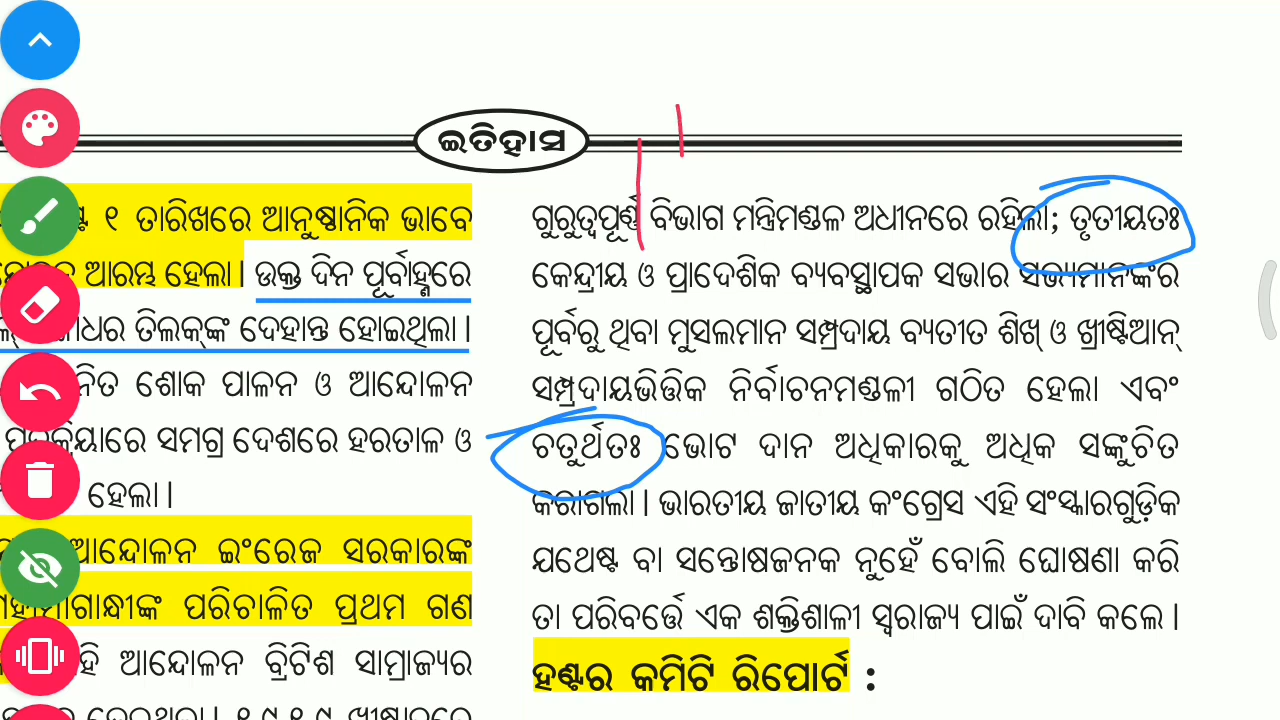 ଇତିହାସ
୧ ତାରିଖରେ ଆନୁଷ୍ଠାନିକ ଭାବେ
ଆରମ୍ଭ ହେଲା। ଉକ୍ତ ଦିନ ପୂର୍ବାହ୍ଣରେ
ତିଲକ୍‌ଙ୍କ ଦେହାନ୍ତ ହୋଇଥିଲା।
ଶୋକ ପାଳନ ଓ ଆନ୍ଦୋଳନ
ସମଗ୍ର ଦେଶରେ ହରତାଳ ଓ
ହେଲା।
ଆନ୍ଦୋଳନ ଇଂରେଜ ସରକାରଙ୍କ
ପରିଚାଳିତ ପ୍ରଥମ ଗଣ
ଆନ୍ଦୋଳନ ବ୍ରିଟିଶ ସାମ୍ରାଜ୍ୟର
ଗୁରୁତ୍ୱପୂର୍ଣ୍ଣ ବିଭାଗ ମନ୍ତ୍ରିମଣ୍ଡଳ ଅଧୀନରେ ରହିଲା; ତୃତୀୟତଃ
କେନ୍ଦ୍ରୀୟ ଓ ପ୍ରାଦେଶିକ ବ୍ୟବସ୍ଥାପକ ସଭାର ସଭ୍ୟମାନଙ୍କର
ପୂର୍ବରୁ ଥିବା ମୁସଲମାନ ସମ୍ପ୍ରଦାୟ ବ୍ୟତୀତ ଶିଖ୍ ଓ ଖ୍ରୀଷ୍ଟିଆନ୍
ସମ୍ପ୍ରଦାୟଭିତ୍ତିକ ନିର୍ବାଚନମଣ୍ଡଳୀ ଗଠିତ ହେଲା ଏବଂ
ଚତୁର୍ଥତଃ ଭୋଟ ଦାନ ଅଧିକାରକୁ ଅଧିକ ସଙ୍କୁଚିତ
କରାଗଲା। ଭାରତୀୟ ଜାତୀୟ କଂଗ୍ରେସ ଏହି ସଂସ୍କାରଗୁଡ଼ିକ
ଯଥେଷ୍ଟ ବା ସନ୍ତୋଷଜନକ ନୁହେଁ ବୋଲି ଘୋଷଣା କରି
ତା ପରିବର୍ତ୍ତେ ଏକ ଶକ୍ତିଶାଳୀ ସ୍ୱରାଜ୍ୟ ପାଇଁ ଦାବି କଲେ।
ହଣ୍ଟର କମିଟି ରିପୋର୍ଟ :